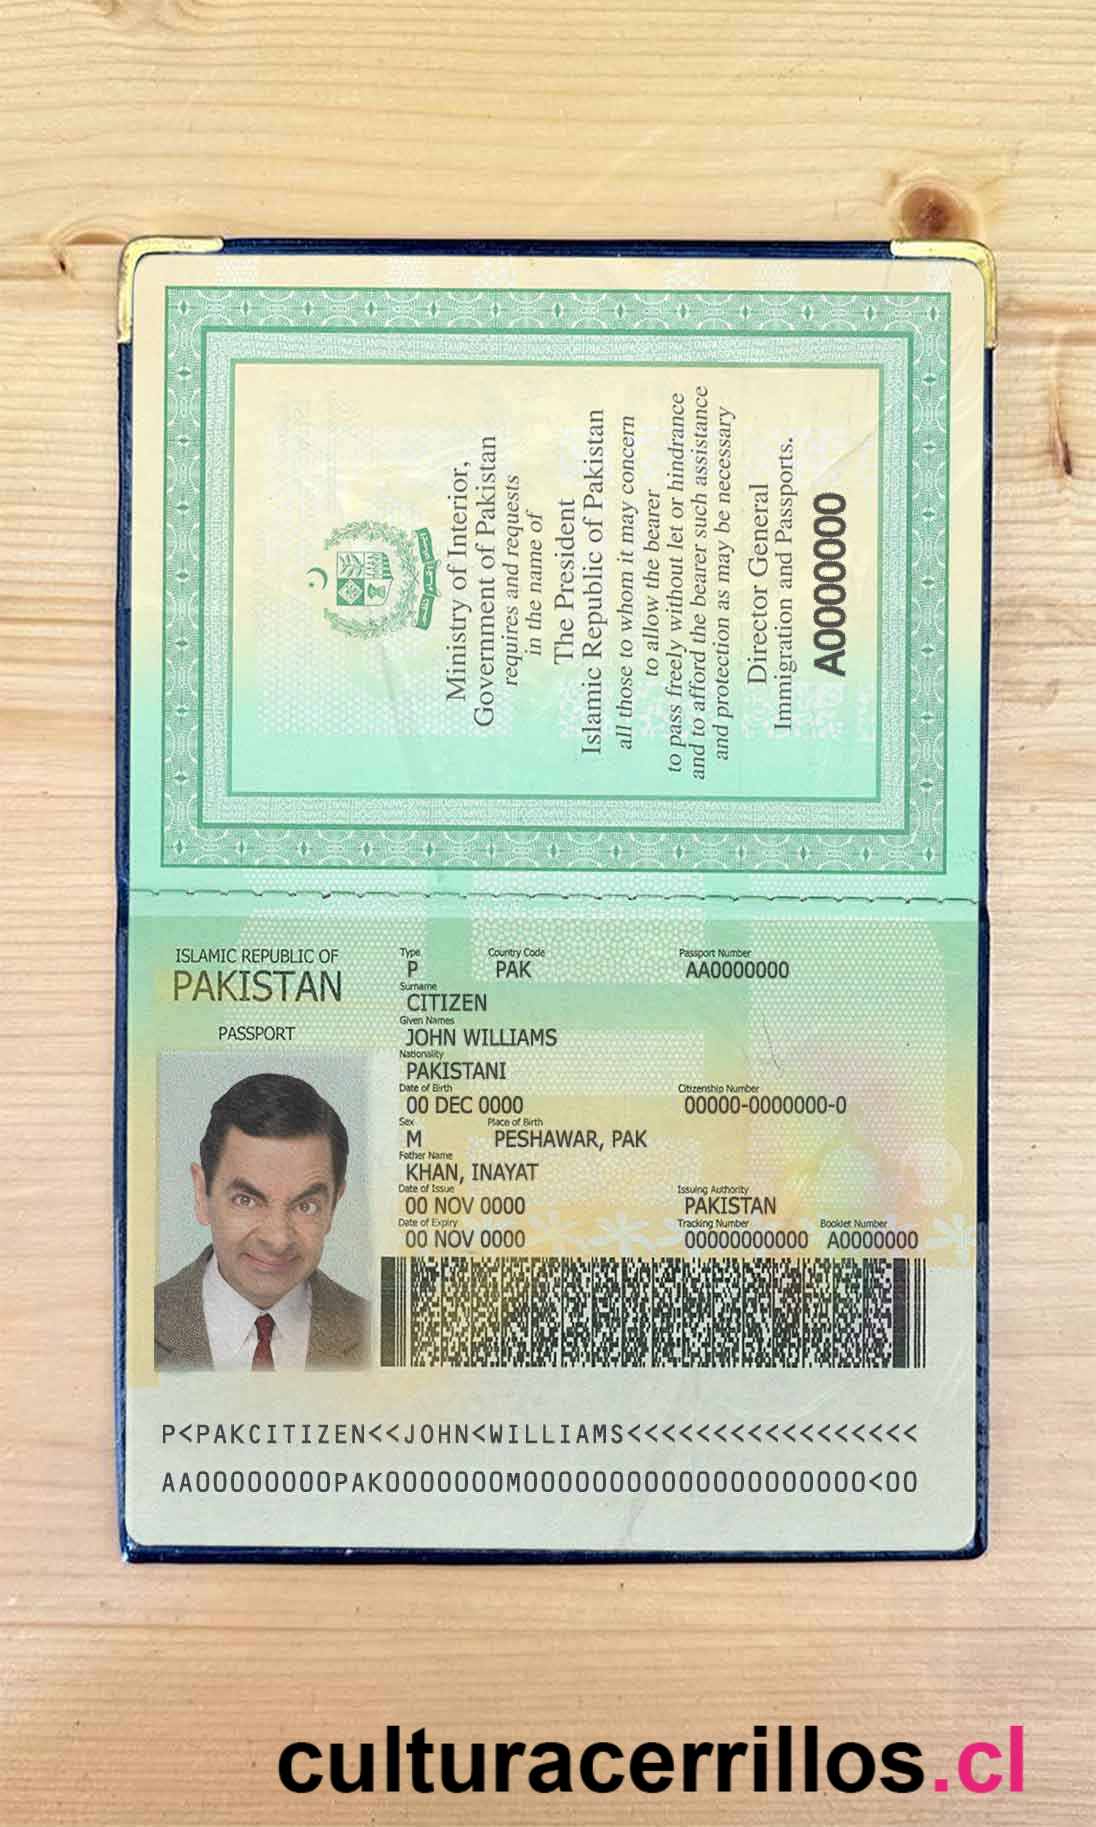 Ministry of Interior,
Government of Pakistan
requires and requests
in the name of
The President
Islamic Republic of Pakistan
all those to whom it may concern
to allow the bearer
to pass freely without let or hindrance
and to afford the bearer such assistance
and protection as may be necessary
Director General
Immigration and Passports.
A0000000
ISLAMIC REPUBLIC OF
PAKISTAN
PASSPORT
Type Country Code Passport Number
P PAK AA0000000
Surname
CITIZEN
Given Names
JOHN WILLIAMS
Nationality
PAKISTANI
Date of Birth Citizenship Number
00 DEC 0000 00000-0000000-0
Sex Place of Birth
M PESHAWAR, PAK
Father Name
KHAN, INAYAT
Date of Issue Issuing Authority
00 NOV 0000 PAKISTAN
Date of Expiry Tracking Number Booklet Number
00 NOV 0000 00000000000 A0000000
P<PAKCITIZEN<<JOHN<WILLIAMS<<<<<<<<<<<<<<<<<
AA00000000PAK0000000M00000000000000000000<00
culturacerrillos.cl